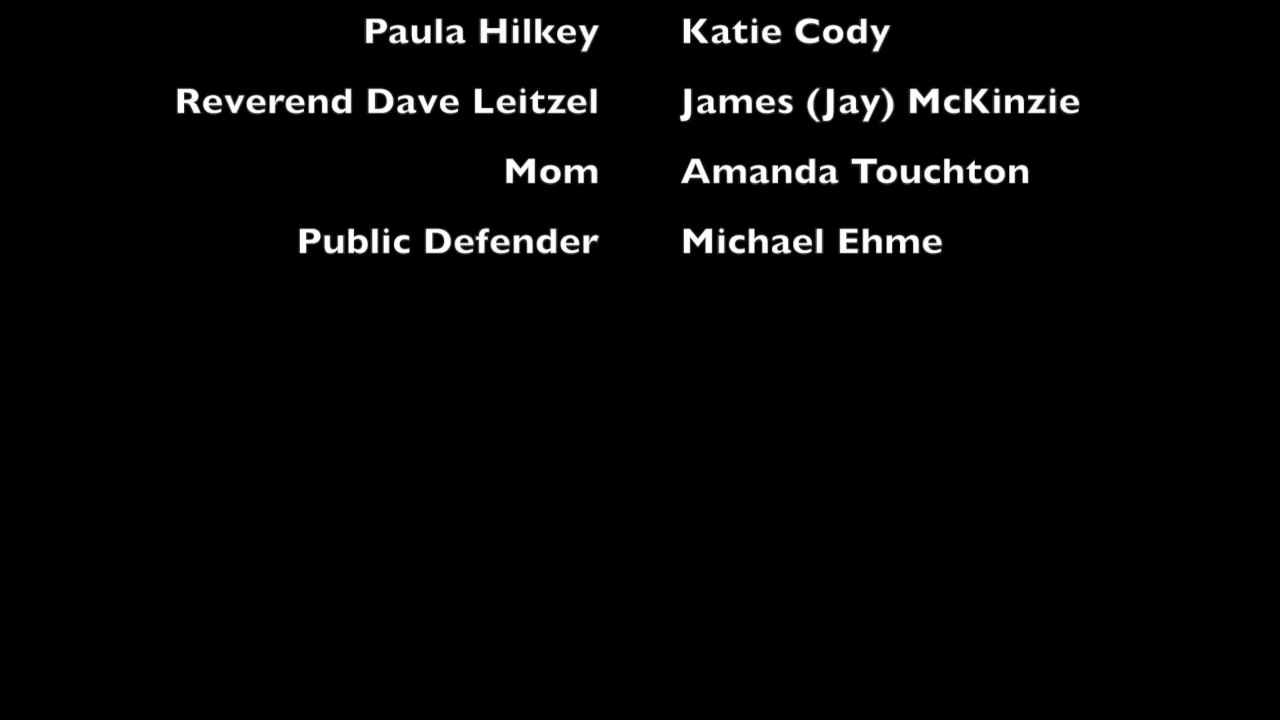 Paula Hilkey Katie Cody
Reverend Dave Leitzel James (Jay) McKinzie
Mom Amanda Touchton
Public Defender Michael Ehme